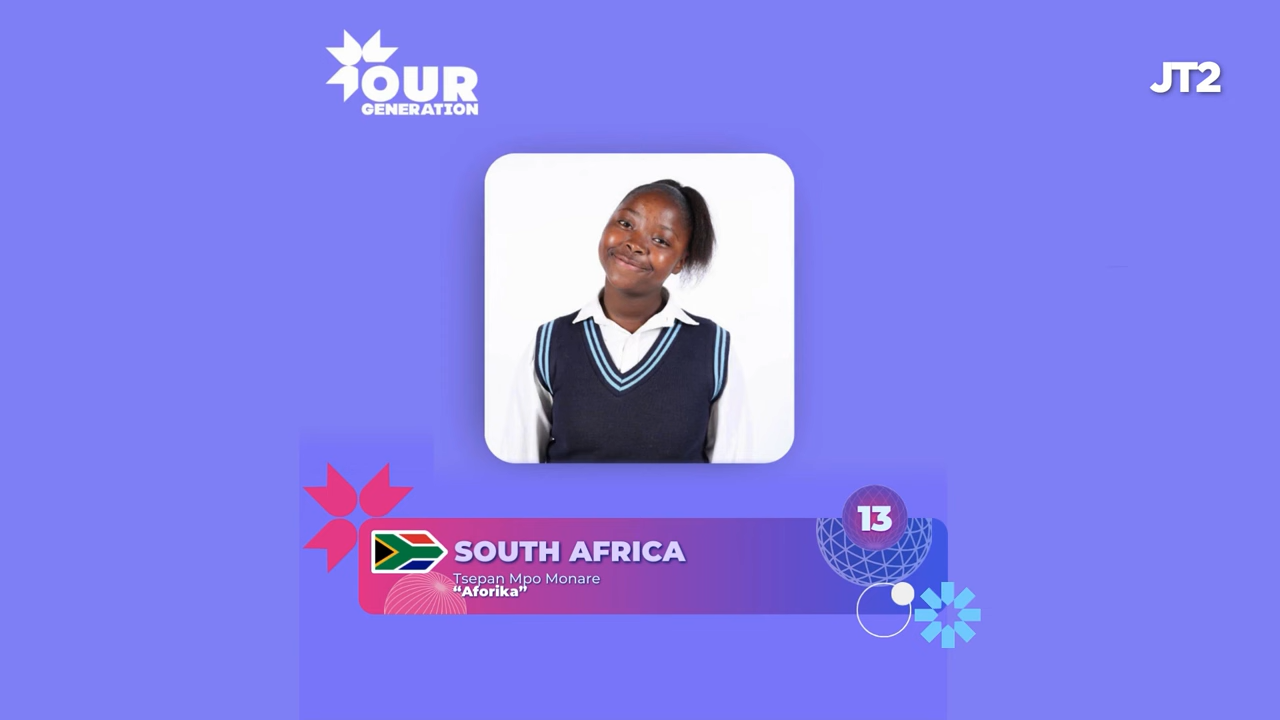 OUR
GENERATION
JT2
13
SOUTH AFRICA
Tsepan Mpo Monare
“Aforika”